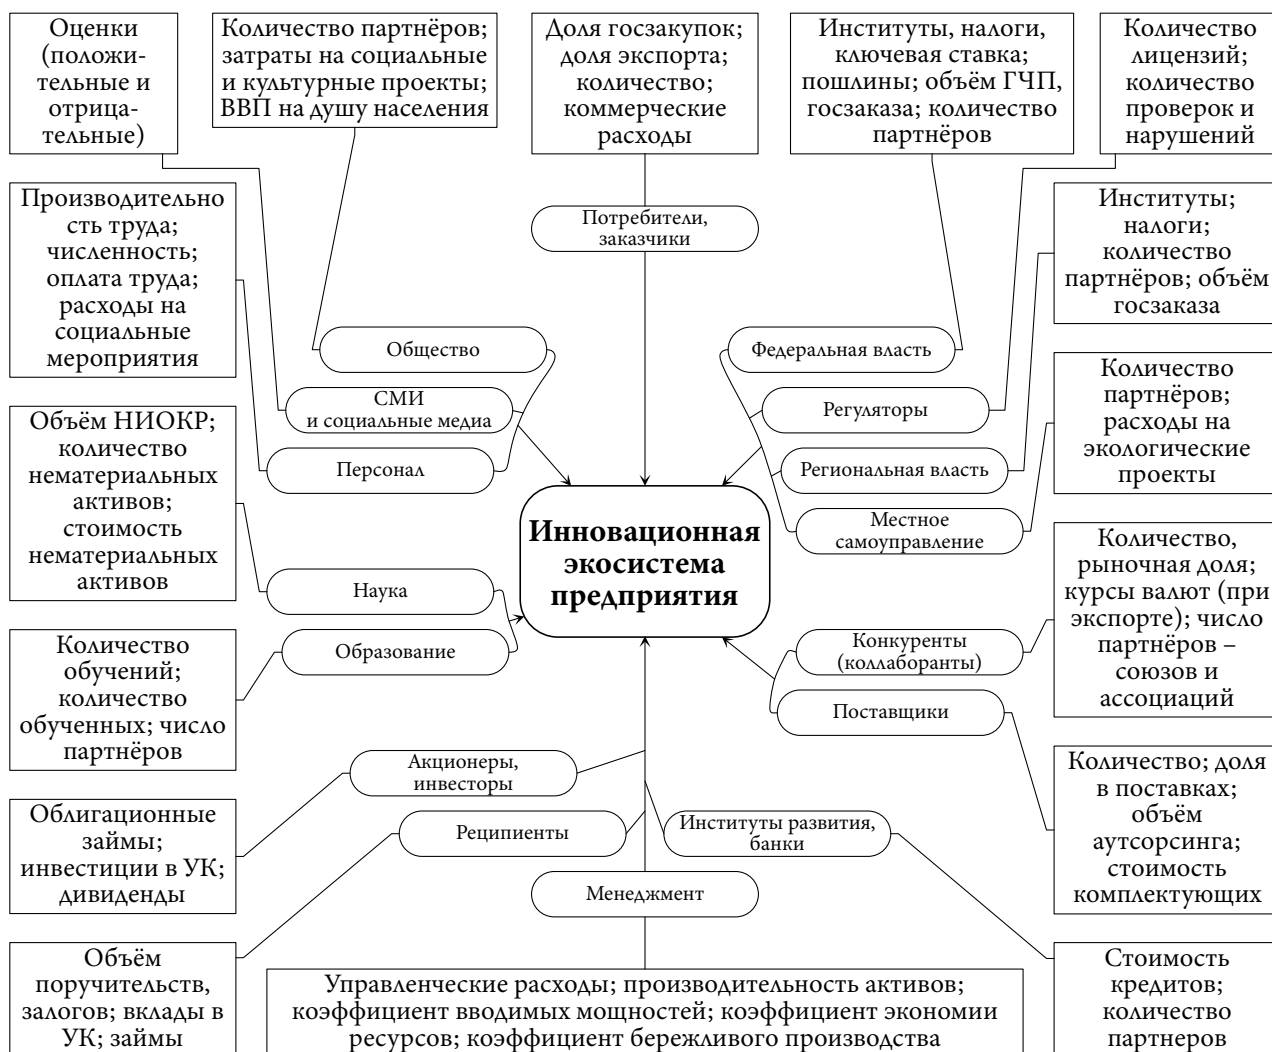 Оценки
(положи-
тельные и
отрица-
тельные)
Количество партнёров;
затраты на социальные
и культурные проекты;
ВВП на душу населения
Доля госзакупок;
доля экспорта;
количество;
коммерческие
расходы
Институты, налоги,
ключевая ставка;
пошлины; объём ГЧП,
госзаказа; количество
партнёров
Количество
лицензий;
количество
проверок и
нарушений
Производительно
сть труда;
численность;
оплата труда;
расходы на
социальные
мероприятия
Потребители,
заказчики
Институты;
налоги;
количество
партнёров; объём
госзаказа
Общество
СМИ
и социальные медиа
Персонал
Федеральная власть
Регуляторы
Региональная власть
Местное
самоуправление
Количество
партнёров;
расходы на
экологические
проекты
Объём НИОКР;
количество
нематериальных
активов;
стоимость
нематериальных
активов
Инновационная
экосистема
предприятия
Количество,
рыночная доля;
курсы валют (при
экспорте); число
партнёров –
союзов и
ассоциаций
Наука
Образование
Конкуренты
(коллаборанты)
Поставщики
Количество
обучений;
количество
обученных; число
партнёров
Акционеры,
инвесторы
Реципиенты
Институты развития,
банки
Менеджмент
Количество; доля
в поставках;
объём
аутсорсинга;
стоимость
комплектующих
Облигационные
займы;
инвестиции в УК;
дивиденды
Объём
поручительств,
залогов; вклады в
УК; займы
Управленческие расходы; производительность активов;
коэффициент вводимых мощностей; коэффициент экономии
ресурсов; коэффициент бережливого производства
Стоимость
кредитов;
количество
партнеров